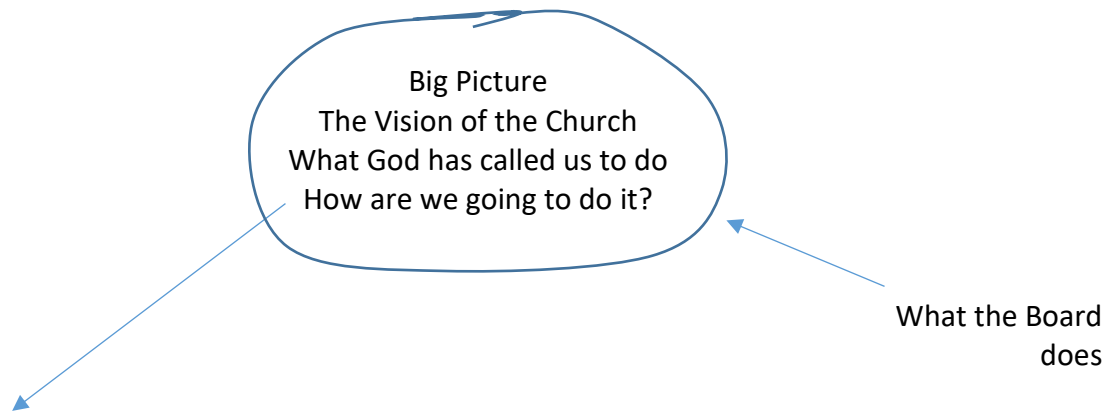 Big Picture
The Vision of the Church
What God has called us to do
How are we going to do it?
What the Board
does